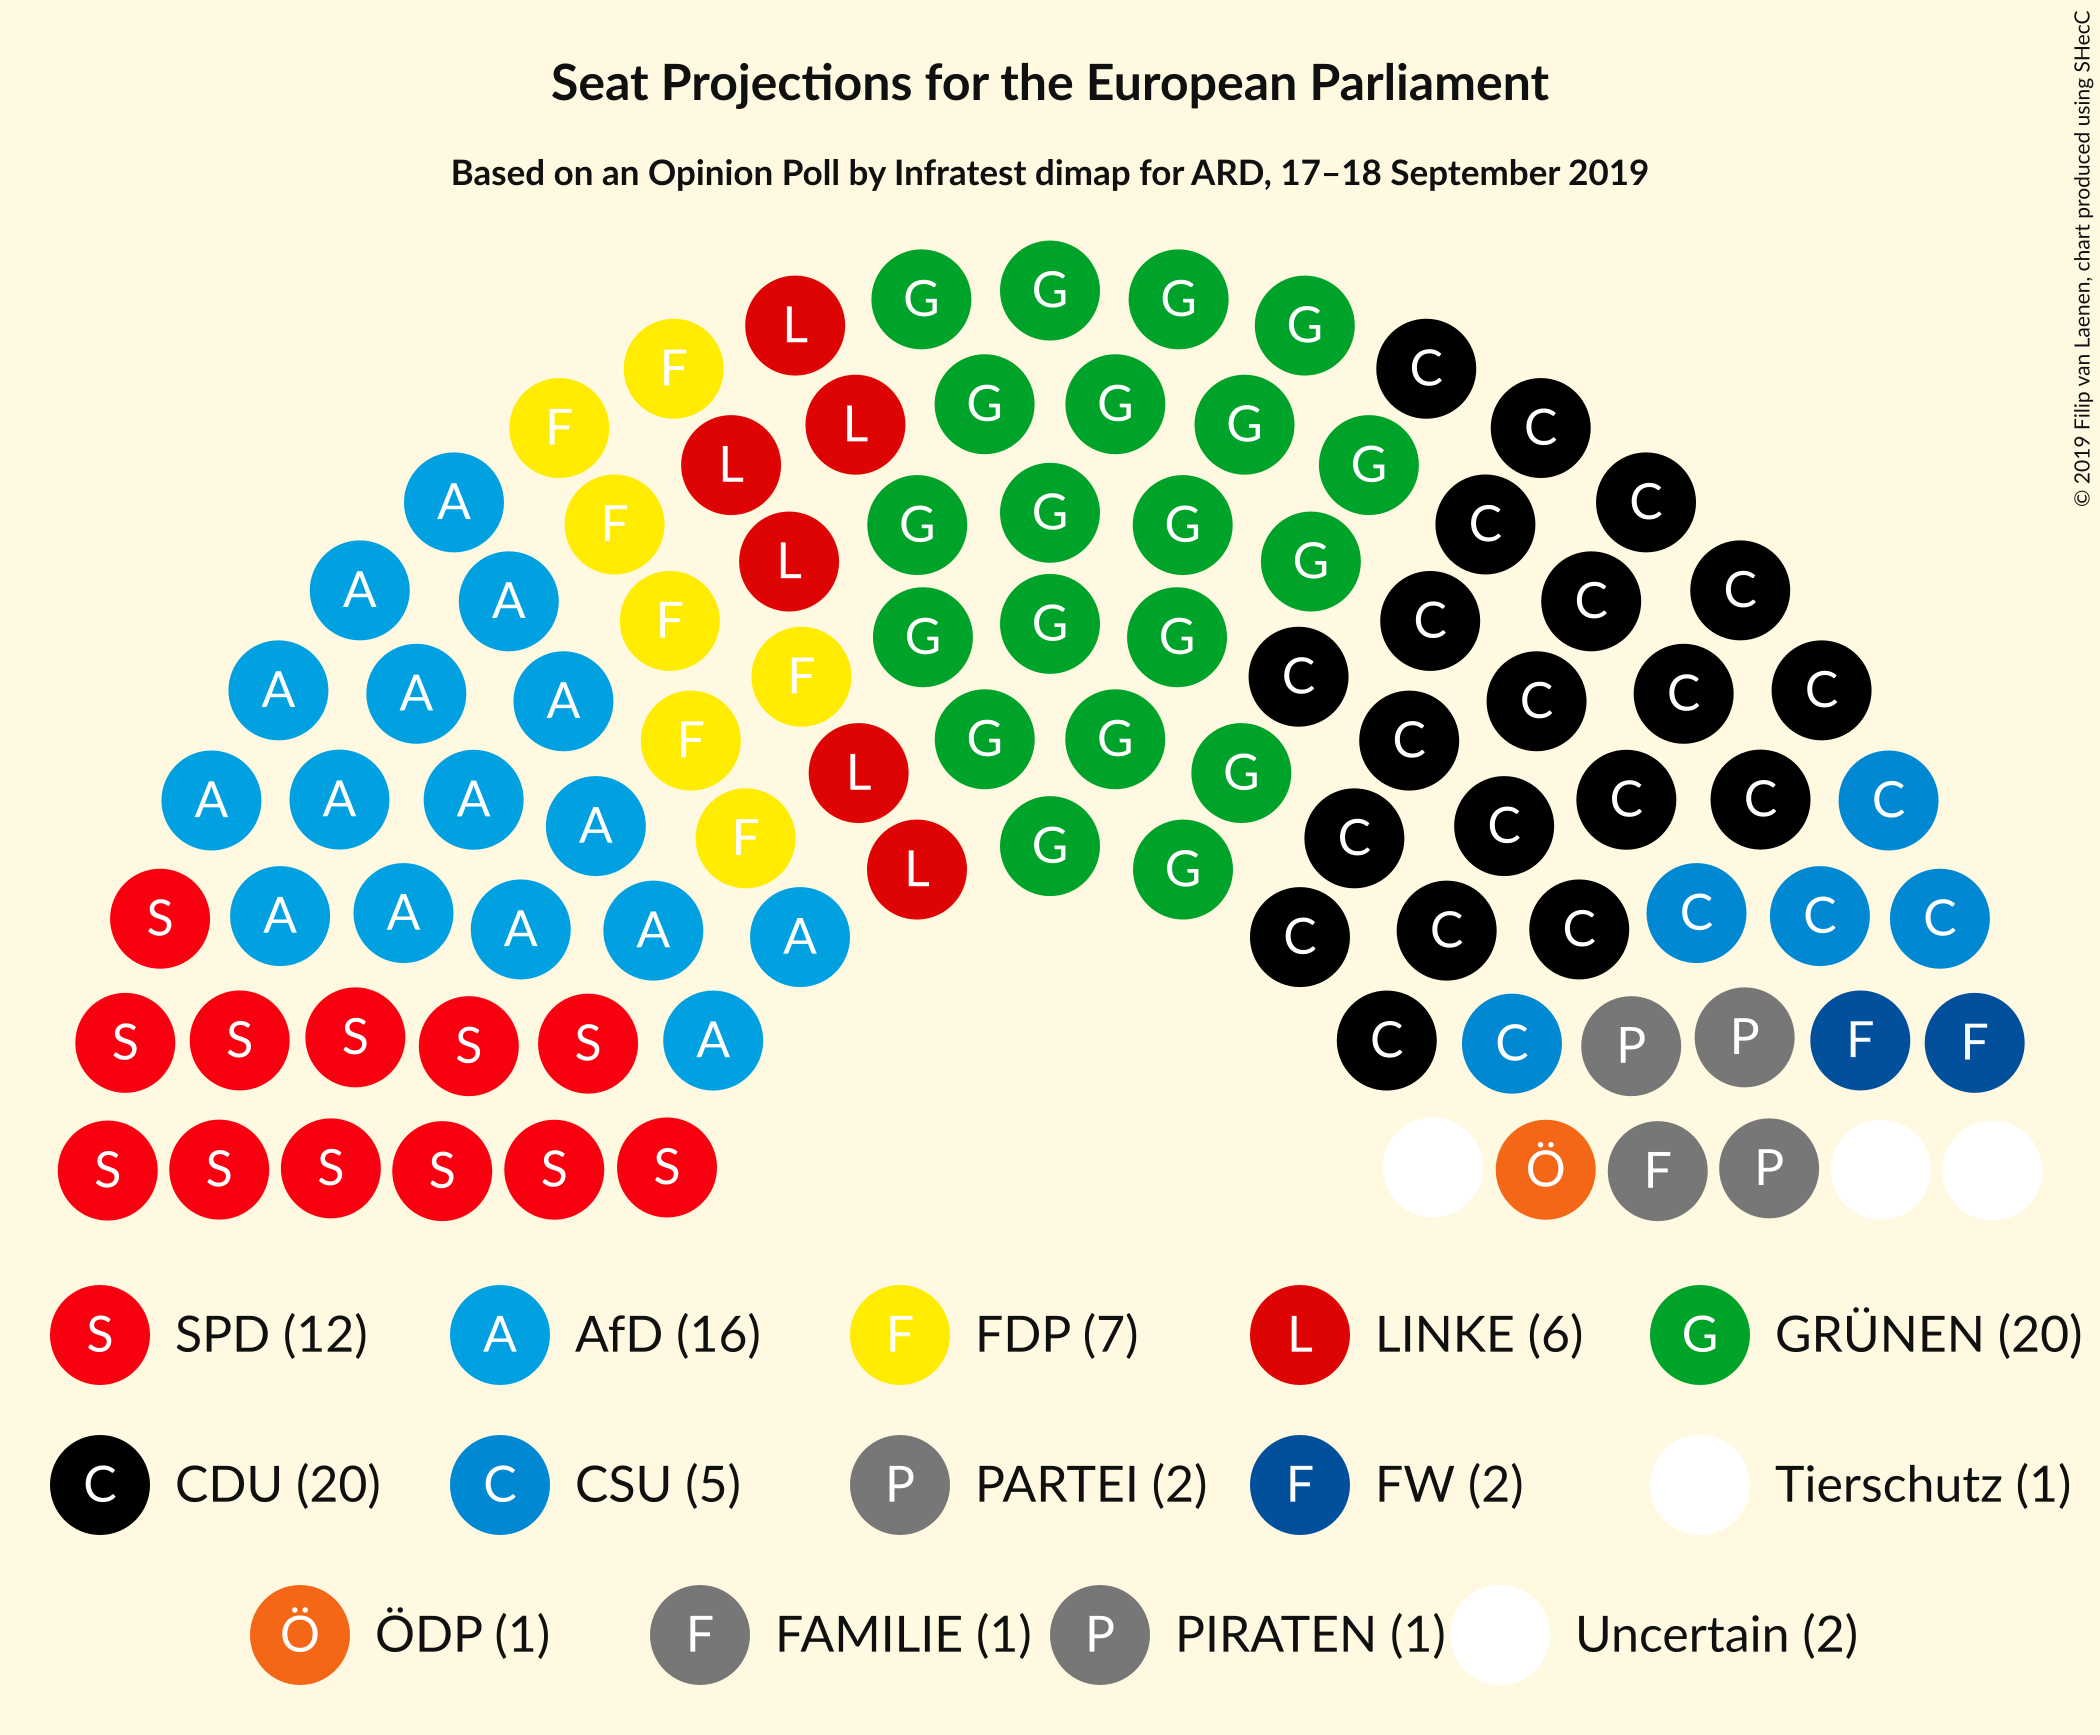 Seat Projections for the European Parliament
Based on an Opinion Poll by Infratest dimap for ARD, 17–18 September 2019
© 2019 Filip van Laenen, chart produced using SHecC
G
L G G G
F C
G G
L G
F C
L G
A F C C
G
G G
L G
A A C C
F C
G
G G
A A A F C C C C
F C
G G
L G
A A A A C C C C
F C
G
L G
S A A A A A C C C C C C
S S S S S A C C P P F F
S S S S S S Ö F P
S SPD (12) A AfD (16) F FDP (7) L LINKE (6) G GRÜNEN (20)
C CDU (20) C CSU (5) P PARTEI (2) F FW (2) Tierschutz (1)
Ö ÖDP (1) F FAMILIE (1) P PIRATEN (1) Uncertain (2)